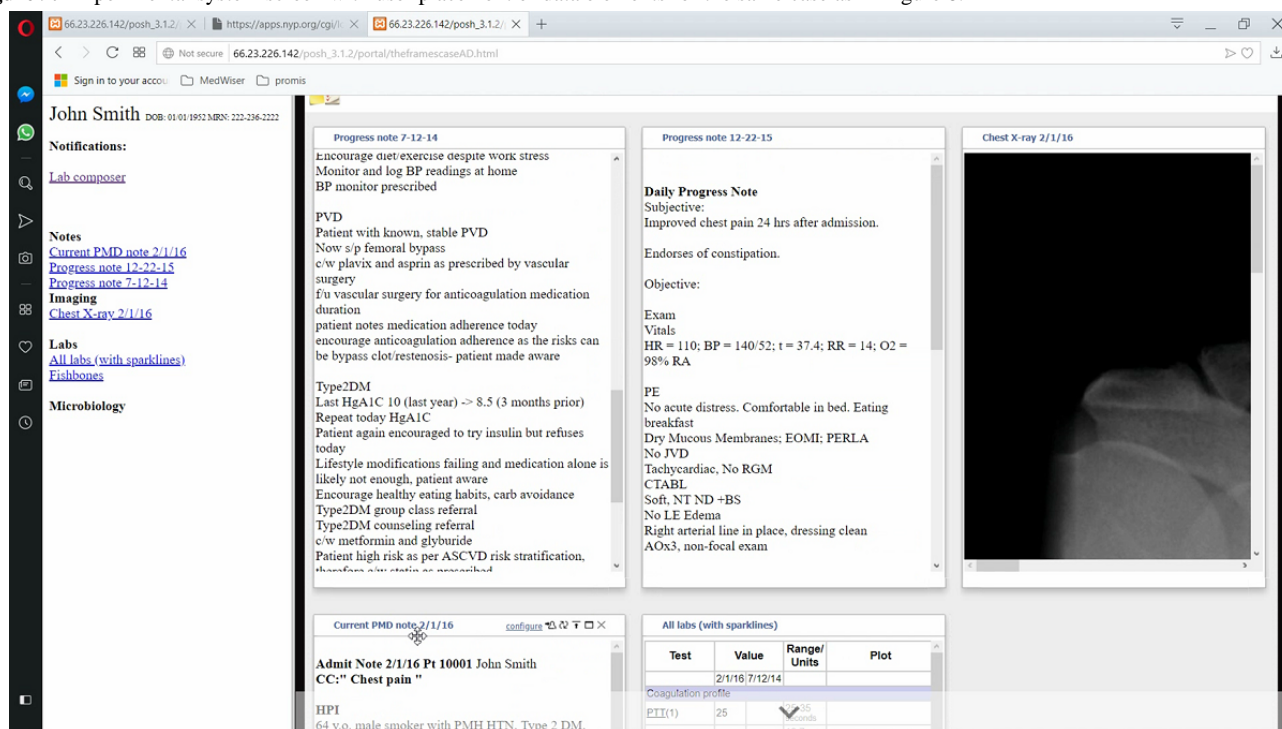 66.23.226.142/posh_3.1.2/
https://apps.nyp.org/cgi/l
66.23.226.142/posh_3.1.2/
Not secure 66.23.226.142/posh_3.1.2/portal/theframescaseAD.html
Sign in to your accou MedWiser promis
John Smith DOB: 01/01/1952 MRN: 222-236-2222
Notifications:
Lab composer
Notes
Current PMD note 2/1/16
Progress note 12-22-15
Progress note 7-12-14
Imaging
Chest X-ray 2/1/16
Labs
All labs (with sparklines)
Fishbones
Microbiology
Progress note 7-12-14
Encourage diet/exercise despite work stress
Monitor and log BP readings at home
BP monitor prescribed
PVD
Patient with known, stable PVD
Now s/p femoral bypass
c/w plavix and asprin as prescribed by vascular
surgery
f/u vascular surgery for anticoagulation medication
duration
patient notes medication adherence today
encourage anticoagulation adherence as the risks can
be bypass clot/restenosis- patient made aware
Type2DM
Last HgA1C 10 (last year) -> 8.5 (3 months prior)
Repeat today HgA1C
Patient again encouraged to try insulin but refuses
today
Lifestyle modifications failing and medication alone is
likely not enough, patient aware
Encourage healthy eating habits, carb avoidance
Type2DM group class referral
Type2DM counseling referral
c/w metformin and glyburide
Patient high risk as per ASCVD risk stratification,
therefore c/w statin as prescribed
Progress note 12-22-15
Daily Progress Note
Subjective:
Improved chest pain 24 hrs after admission.
Endorses of constipation.
Objective:
Exam
Vitals
HR = 110; BP = 140/52; t = 37.4; RR = 14; O2 =
98% RA
PE
No acute distress. Comfortable in bed. Eating
breakfast
Dry Mucous Membranes; EOMI; PERLA
No JVD
Tachycardiac, No RGM
CTABL
Soft, NT ND +BS
No LE Edema
Right arterial line in place, dressing clean
AOx3, non-focal exam
Chest X-ray 2/1/16
Current PMD note 2/1/16 configure
Admit Note 2/1/16 Pt 10001 John Smith
CC:" Chest pain "
HPI
64 y.o. male smoker with PMH HTN, Type 2 DM,
All labs (with sparklines)
Test Value Range/ Units Plot
2/1/16 7/12/14
Coagulation profile
PTT(1) 25 seconds